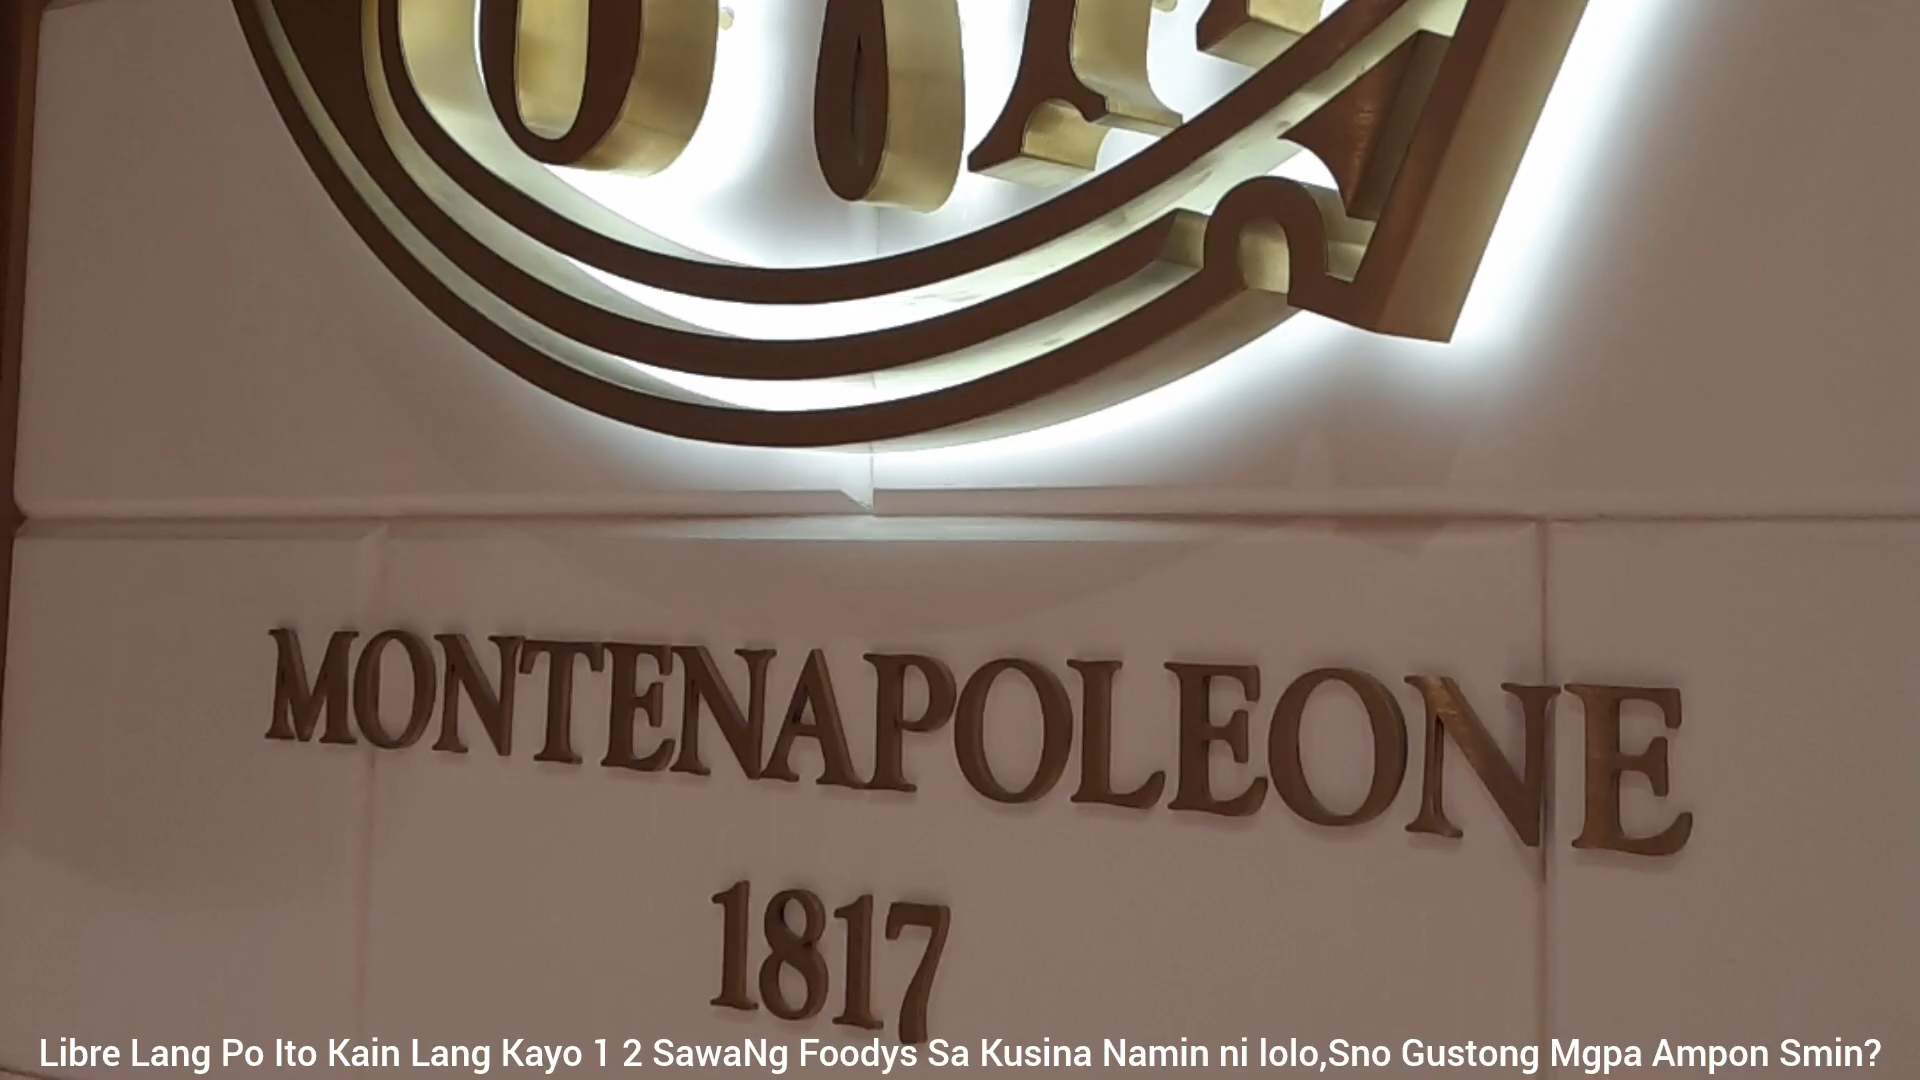 MONTENAPOLEONE
1817
Libre Lang Po Ito Kain Lang Kayo 1 2 SawaNg Foodys Sa Kusina Namin ni lolo,Sno Gustong Mgpa Ampon Smin?